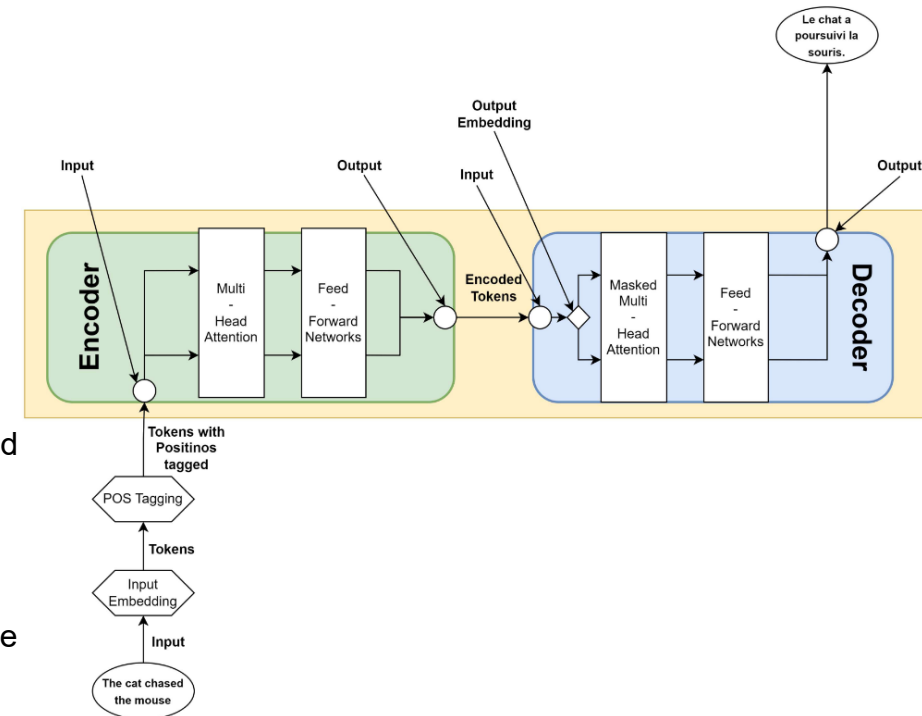 Le chat a
poursuivi la
souris.
Output
Embedding
Input
Output
Input
Output
Encoder
Multi
-
Head
Attention
Feed
-
Forward
Networks
Encoded
Tokens
Masked
Multi
-
Head
Attention
Feed
-
Forward
Networks
Decoder
d
Tokens with
Positinos
tagged
POS Tagging
Tokens
Input
Embedding
e
Input
The cat chased
the mouse